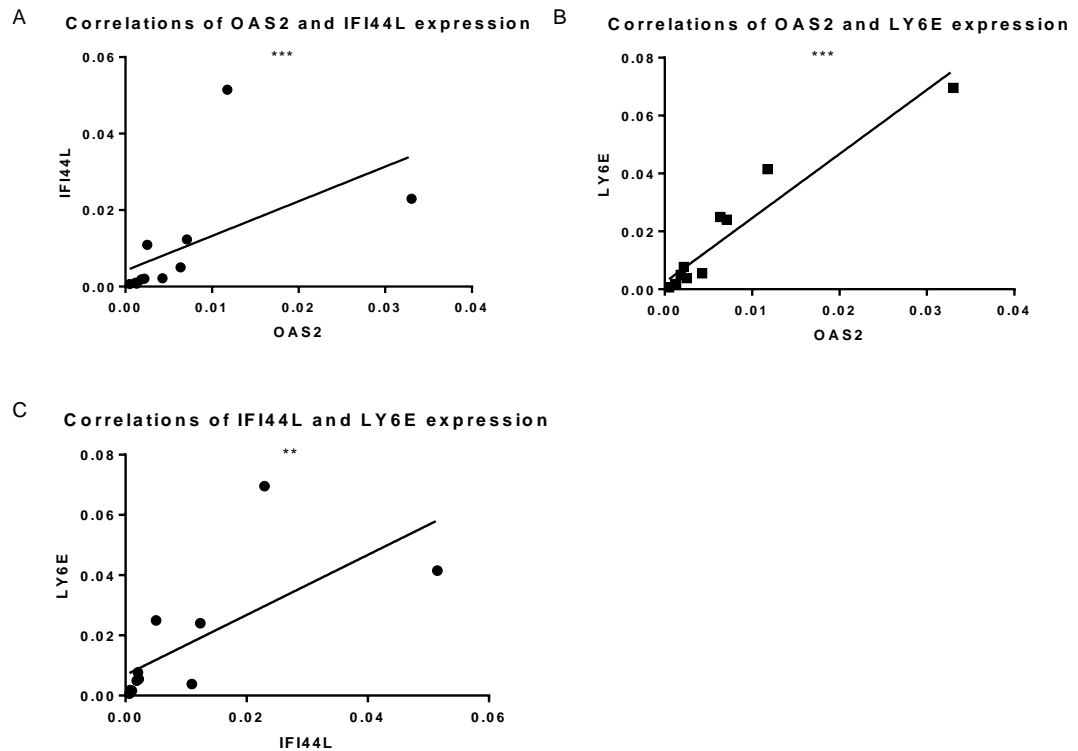 A
Correlations of OAS2 and IFI44L expression
***
0.06
0.04
0.02
0.00
IFI44L
0.00 0.01 0.02 0.03 0.04
OAS2
B
Correlations of OAS2 and LY6E expression
***
0.08
0.06
0.04
0.02
0.00
LY6E
0.00 0.01 0.02 0.03 0.04
OAS2
C
Correlations of IFI44L and LY6E expression
**
0.08
0.06
0.04
0.02
0.00
LY6E
0.00 0.02 0.04 0.06
IFI44L